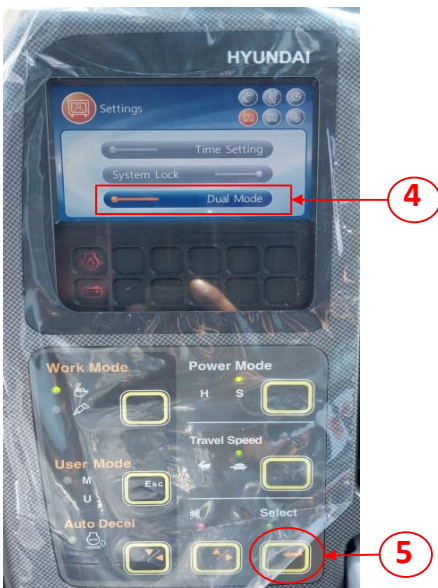 HYUNDAI
Settings
Time Setting
System Lock
Dual Mode
4
Work Mode
Power Mode
H S
Travel Speed
User Mode
M
U
Esc
Select
Auto Decel
5